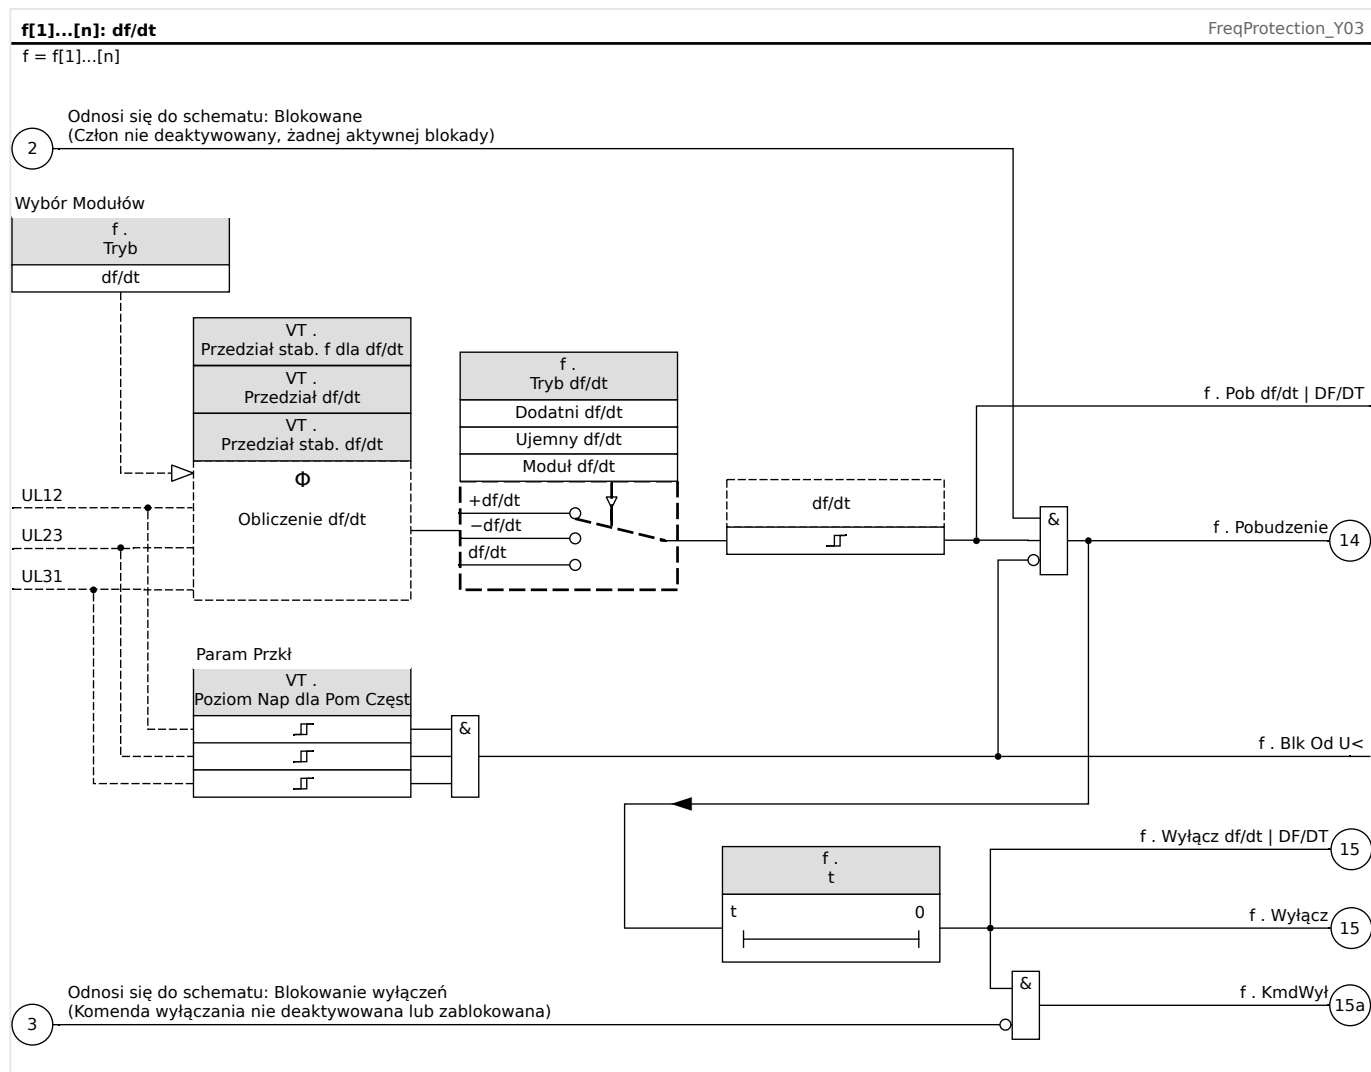 f[1]...[n]: df/dt
FreqProtection_Y03
f = f[1]...[n]
Odnosi się do schematu: Blokowane
(Człon nie deaktywowany, żadnej aktywnej blokady)
2
Wybór Modułów
f .
Tryb
df/dt
VT .
Przedział stab. f dla df/dt
VT .
Przedział df/dt
VT .
Przedział stab. df/dt
Φ
Obliczenie df/dt
UL12
UL23
UL31
f .
Tryb df/dt
Dodatni df/dt
Ujemny df/dt
Moduł df/dt
+df/dt
−df/dt
df/dt
df/dt
f . Pob df/dt | DF/DT
&
f . Pobudzenie
14
Param Przkł
VT .
Poziom Nap dla Pom Częst
&
f . Blk Od U<
f .
t
t
0
f . Wyłącz df/dt | DF/DT
15
f . Wyłącz
15
&
f . KmdWył
15a
Odnosi się do schematu: Blokowanie wyłączeń
(Komenda wyłączania nie deaktywowana lub zablokowana)
3